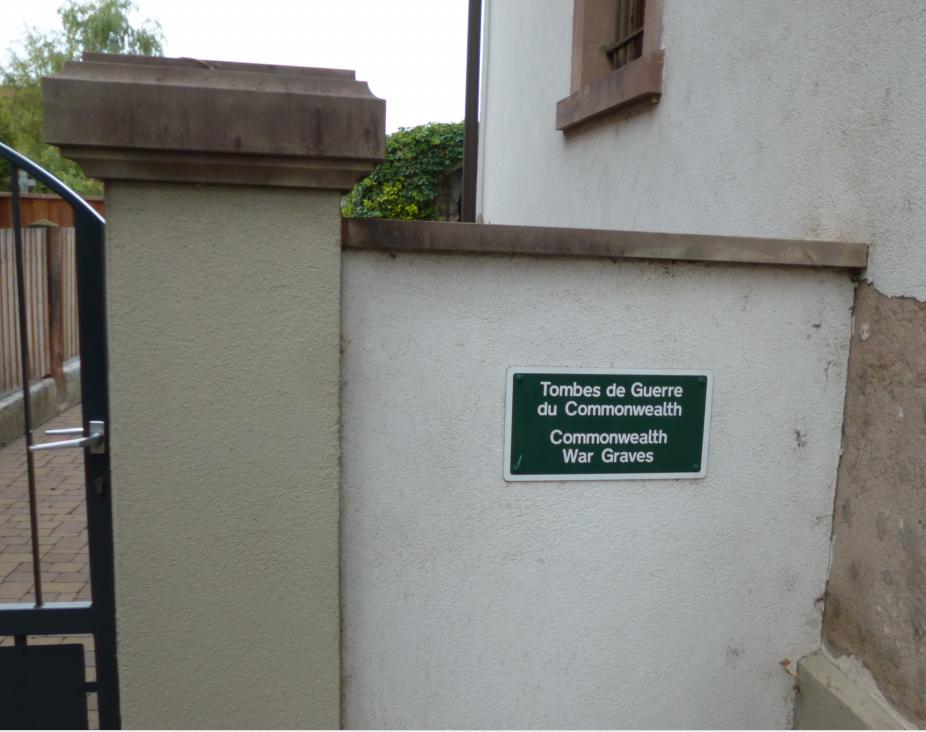 Tombes de Guerre
du Commonwealth
Commonwealth
War Graves